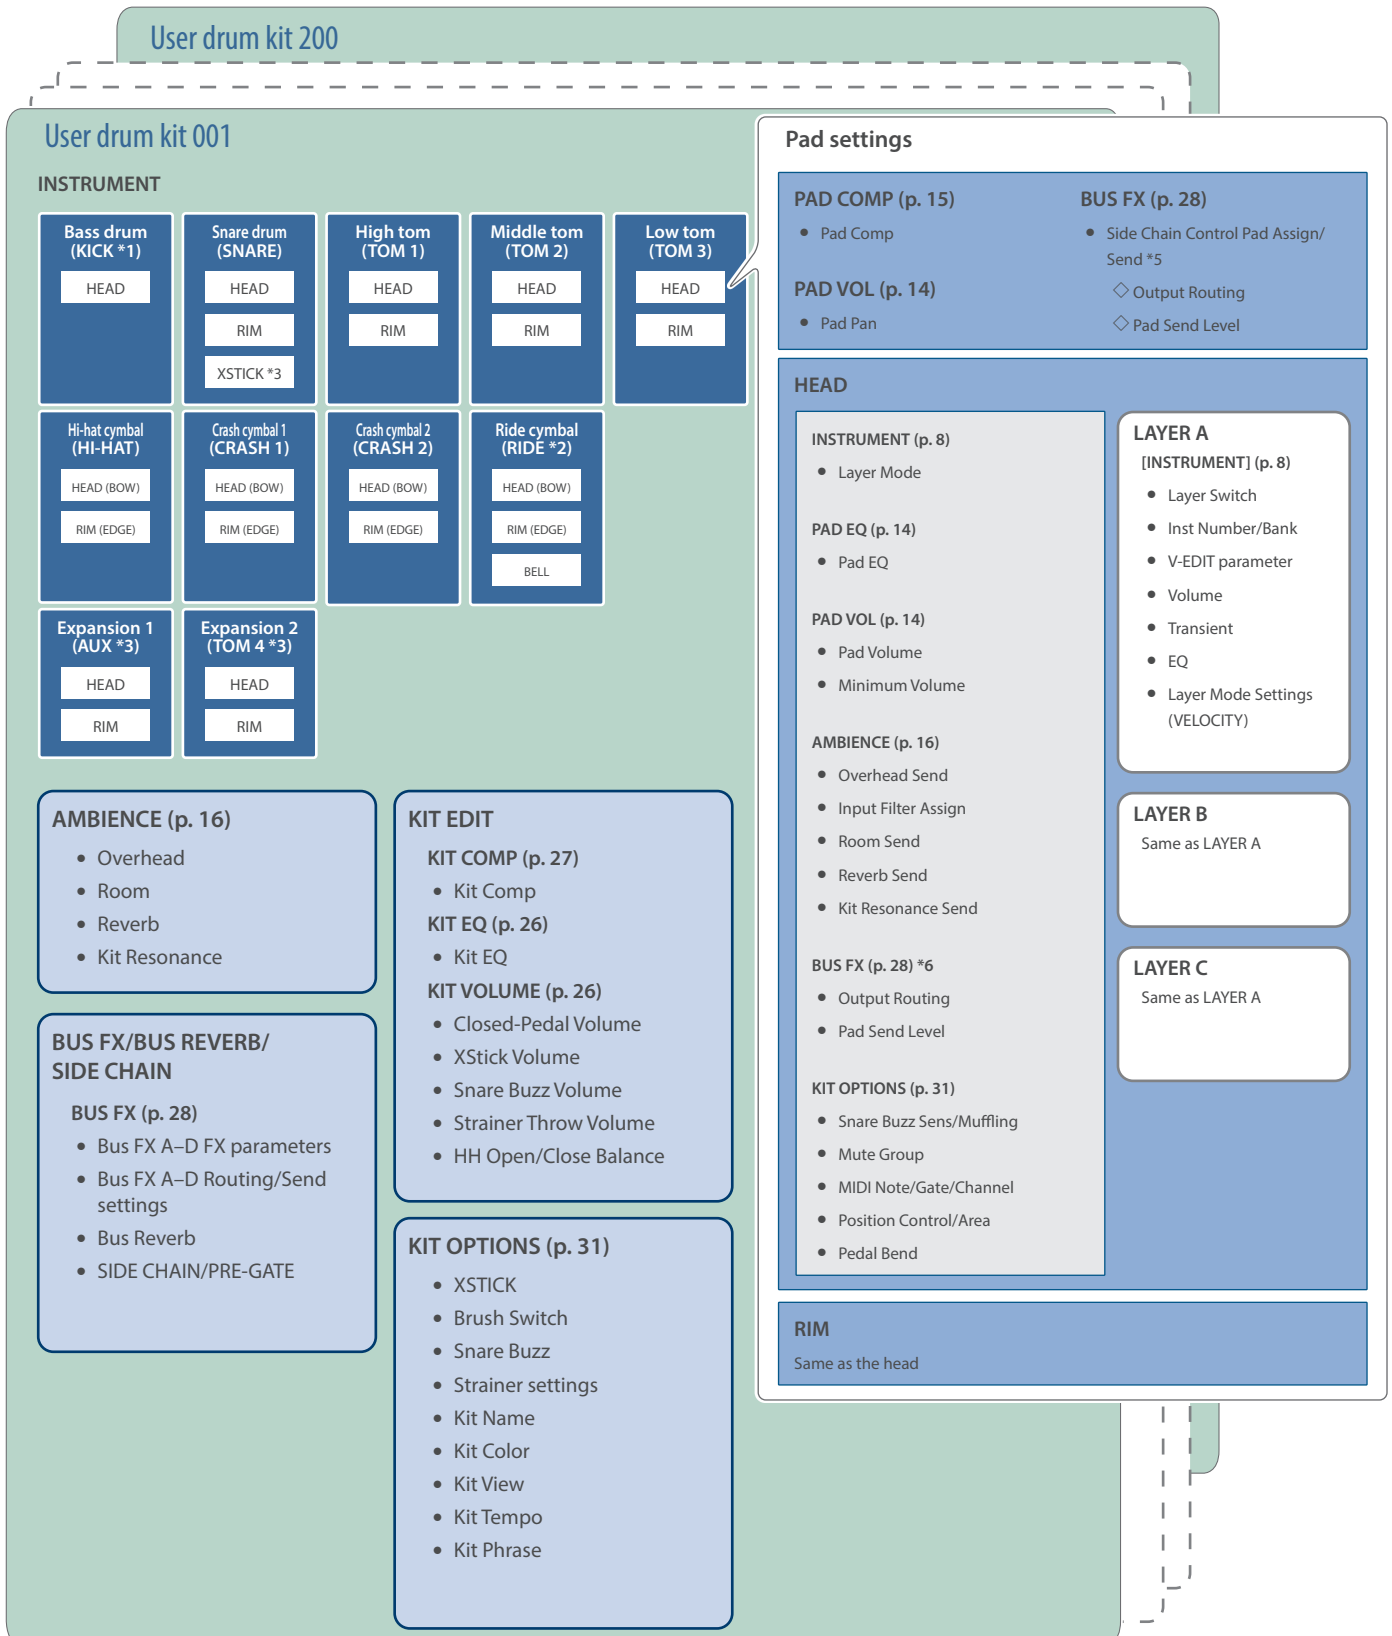 User drum kit 200
User drum kit 001
INSTRUMENT
Bass drum
(KICK *1)
HEAD
Snare drum
(SNARE)
HEAD
RIM
XSTICK *3
High tom
(TOM 1)
HEAD
RIM
Middle tom
(TOM 2)
HEAD
RIM
Low tom
(TOM 3)
HEAD
RIM
Hi-hat cymbal
(HI-HAT)
HEAD (BOW)
RIM (EDGE)
Crash cymbal 1
(CRASH 1)
HEAD (BOW)
RIM (EDGE)
Crash cymbal 2
(CRASH 2)
HEAD (BOW)
RIM (EDGE)
Ride cymbal
(RIDE *2)
HEAD (BOW)
RIM (EDGE)
BELL
Expansion 1
(AUX *3)
HEAD
RIM
Expansion 2
(TOM 4 *3)
HEAD
RIM
AMBIENCE (p. 16)
• Overhead
• Room
• Reverb
• Kit Resonance
BUS FX/BUS REVERB/
SIDE CHAIN
BUS FX (p. 28)
• Bus FX A–D FX parameters
• Bus FX A–D Routing/Send
settings
• Bus Reverb
• SIDE CHAIN/PRE-GATE
KIT EDIT
KIT COMP (p. 27)
• Kit Comp
KIT EQ (p. 26)
• Kit EQ
KIT VOLUME (p. 26)
• Closed-Pedal Volume
• XStick Volume
• Snare Buzz Volume
• Strainer Throw Volume
• HH Open/Close Balance
KIT OPTIONS (p. 31)
• XSTICK
• Brush Switch
• Snare Buzz
• Strainer settings
• Kit Name
• Kit Color
• Kit View
• Kit Tempo
• Kit Phrase
Pad settings
PAD COMP (p. 15)
• Pad Comp
PAD VOL (p. 14)
• Pad Pan
BUS FX (p. 28)
• Side Chain Control Pad Assign/
Send *5
◇ Output Routing
◇ Pad Send Level
HEAD
INSTRUMENT (p. 8)
• Layer Mode
PAD EQ (p. 14)
• Pad EQ
PAD VOL (p. 14)
• Pad Volume
• Minimum Volume
AMBIENCE (p. 16)
• Overhead Send
• Input Filter Assign
• Room Send
• Reverb Send
• Kit Resonance Send
BUS FX (p. 28) *6
• Output Routing
• Pad Send Level
KIT OPTIONS (p. 31)
• Snare Buzz Sens/Muffling
• Mute Group
• MIDI Note/Gate/Channel
• Position Control/Area
• Pedal Bend
LAYER A
[INSTRUMENT] (p. 8)
• Layer Switch
• Inst Number/Bank
• V-EDIT parameter
• Volume
• Transient
• EQ
• Layer Mode Settings
(VELOCITY)
LAYER B
Same as LAYER A
LAYER C
Same as LAYER A
RIM
Same as the head